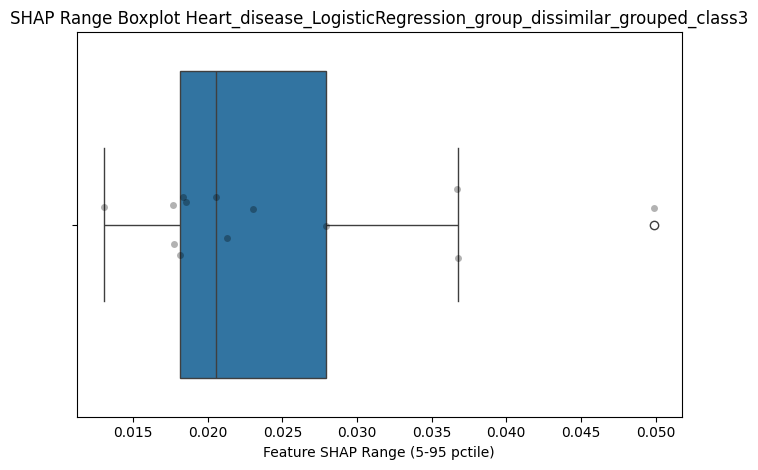 SHAP Range Boxplot Heart_disease_LogisticRegression_group_dissimilar_grouped_class3
0.015 0.020 0.025 0.030 0.035 0.040 0.045 0.050
Feature SHAP Range (5-95 pctile)